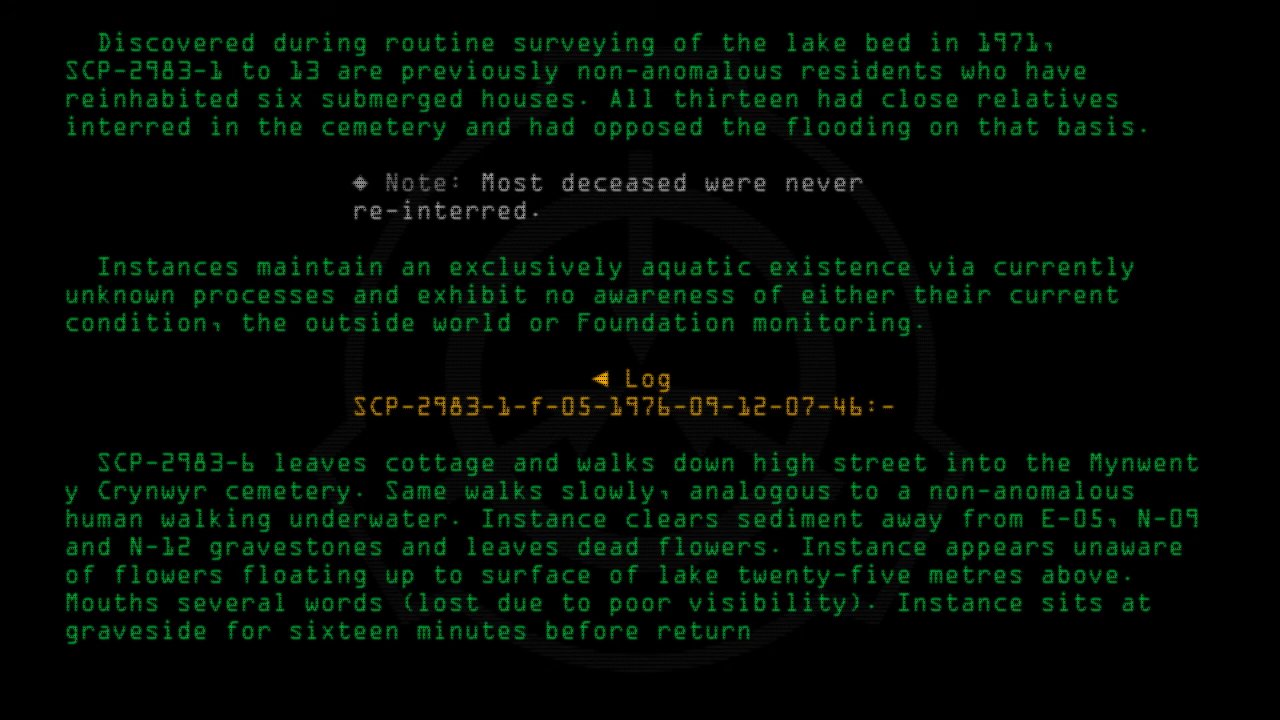 Discovered during routine surveying of the lake bed in 1971,
SCP-2983-1 to 13 are previously non-anomalous residents who have
reinhabited six submerged houses. All thirteen had close relatives
interred in the cemetery and had opposed the flooding on that basis.
◆ Note: Most deceased were never
re-interred.
Instances maintain an exclusively aquatic existence via currently
unknown processes and exhibit no awareness of either their current
condition, the outside world or Foundation monitoring.
◄ Log
SCP-2983-1-f-05-1976-09-12-07-46:-
SCP-2983-6 leaves cottage and walks down high street into the Mynwent
y Crynwyr cemetery. Same walks slowly, analogous to a non-anomalous
human walking underwater. Instance clears sediment away from E-05, N-09
and N-12 gravestones and leaves dead flowers. Instance appears unaware
of flowers floating up to surface of lake twenty-five metres above.
Mouths several words (lost due to poor visibility). Instance sits at
graveside for sixteen minutes before return